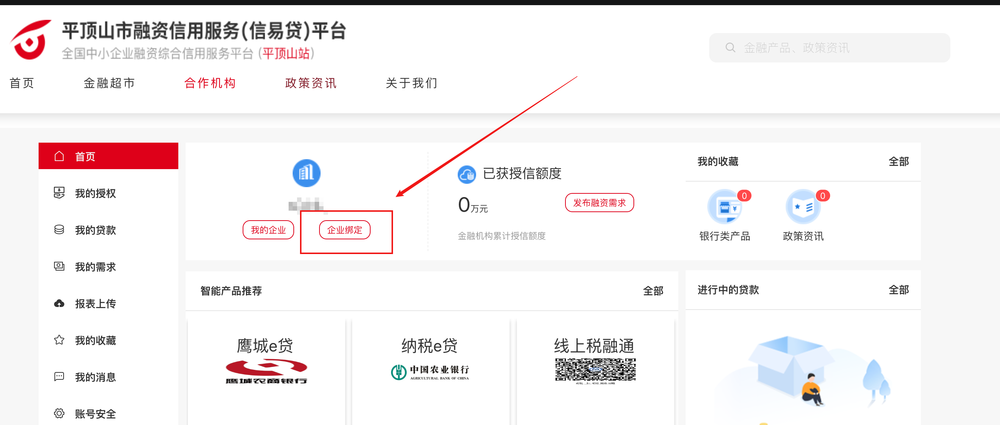 平顶山市融资信用服务(信易贷)平台
全国中小企业融资综合信用服务平台 (平顶山站)
金融产品、政策资讯
首页 金融超市 合作机构 政策资讯 关于我们
首页
我的授权
我的贷款
我的需求
报表上传
我的收藏
我的消息
账号安全
我的企业 企业绑定
已获授信额度
0万元
发布融资需求
金融机构累计授信额度
我的收藏 全部
0 0
银行类产品 政策资讯
智能产品推荐 全部
鹰城e贷
鹰城农商银行
纳税e贷
中国农业银行
AGRICULTURAL BANK OF CHINA
线上税融通
线上税融通
进行中的贷款 全部